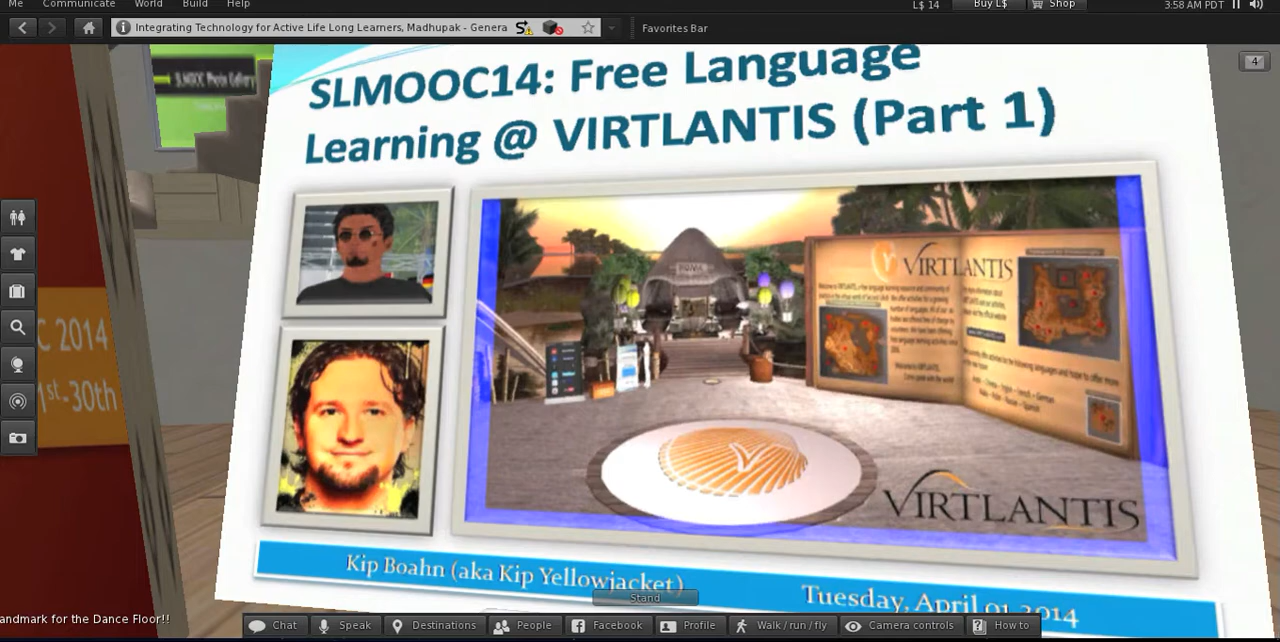 Me Communicate World Build Help L$ 14 Buy L$ Shop 3:58 AM PDT
Integrating Technology for Active Life Long Learners, Madhupak - Genera Favorites Bar
4
SLMOOC14: Free Language
Learning @ VIRTLANTIS (Part 1)
VIRTLANTIS
C 2014
1st-30th
VIRTLANTIS
Kip Boahn (aka Kip Yellowjacket)
Tuesday, April 01, 2014
Stand
andmark for the Dance Floor!!
Chat Speak Destinations People Facebook Profile Walk / run / fly Camera controls How to